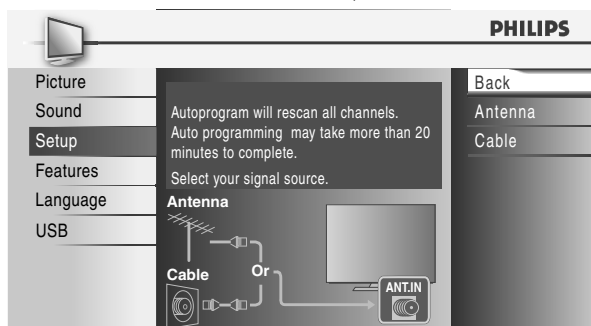 PHILIPS
Picture
Sound
Setup
Features
Language
USB
Autoprogram will rescan all channels.
Auto programming may take more than 20
minutes to complete.
Select your signal source.
Antenna
Cable
Or
ANT.IN
Back
Antenna
Cable